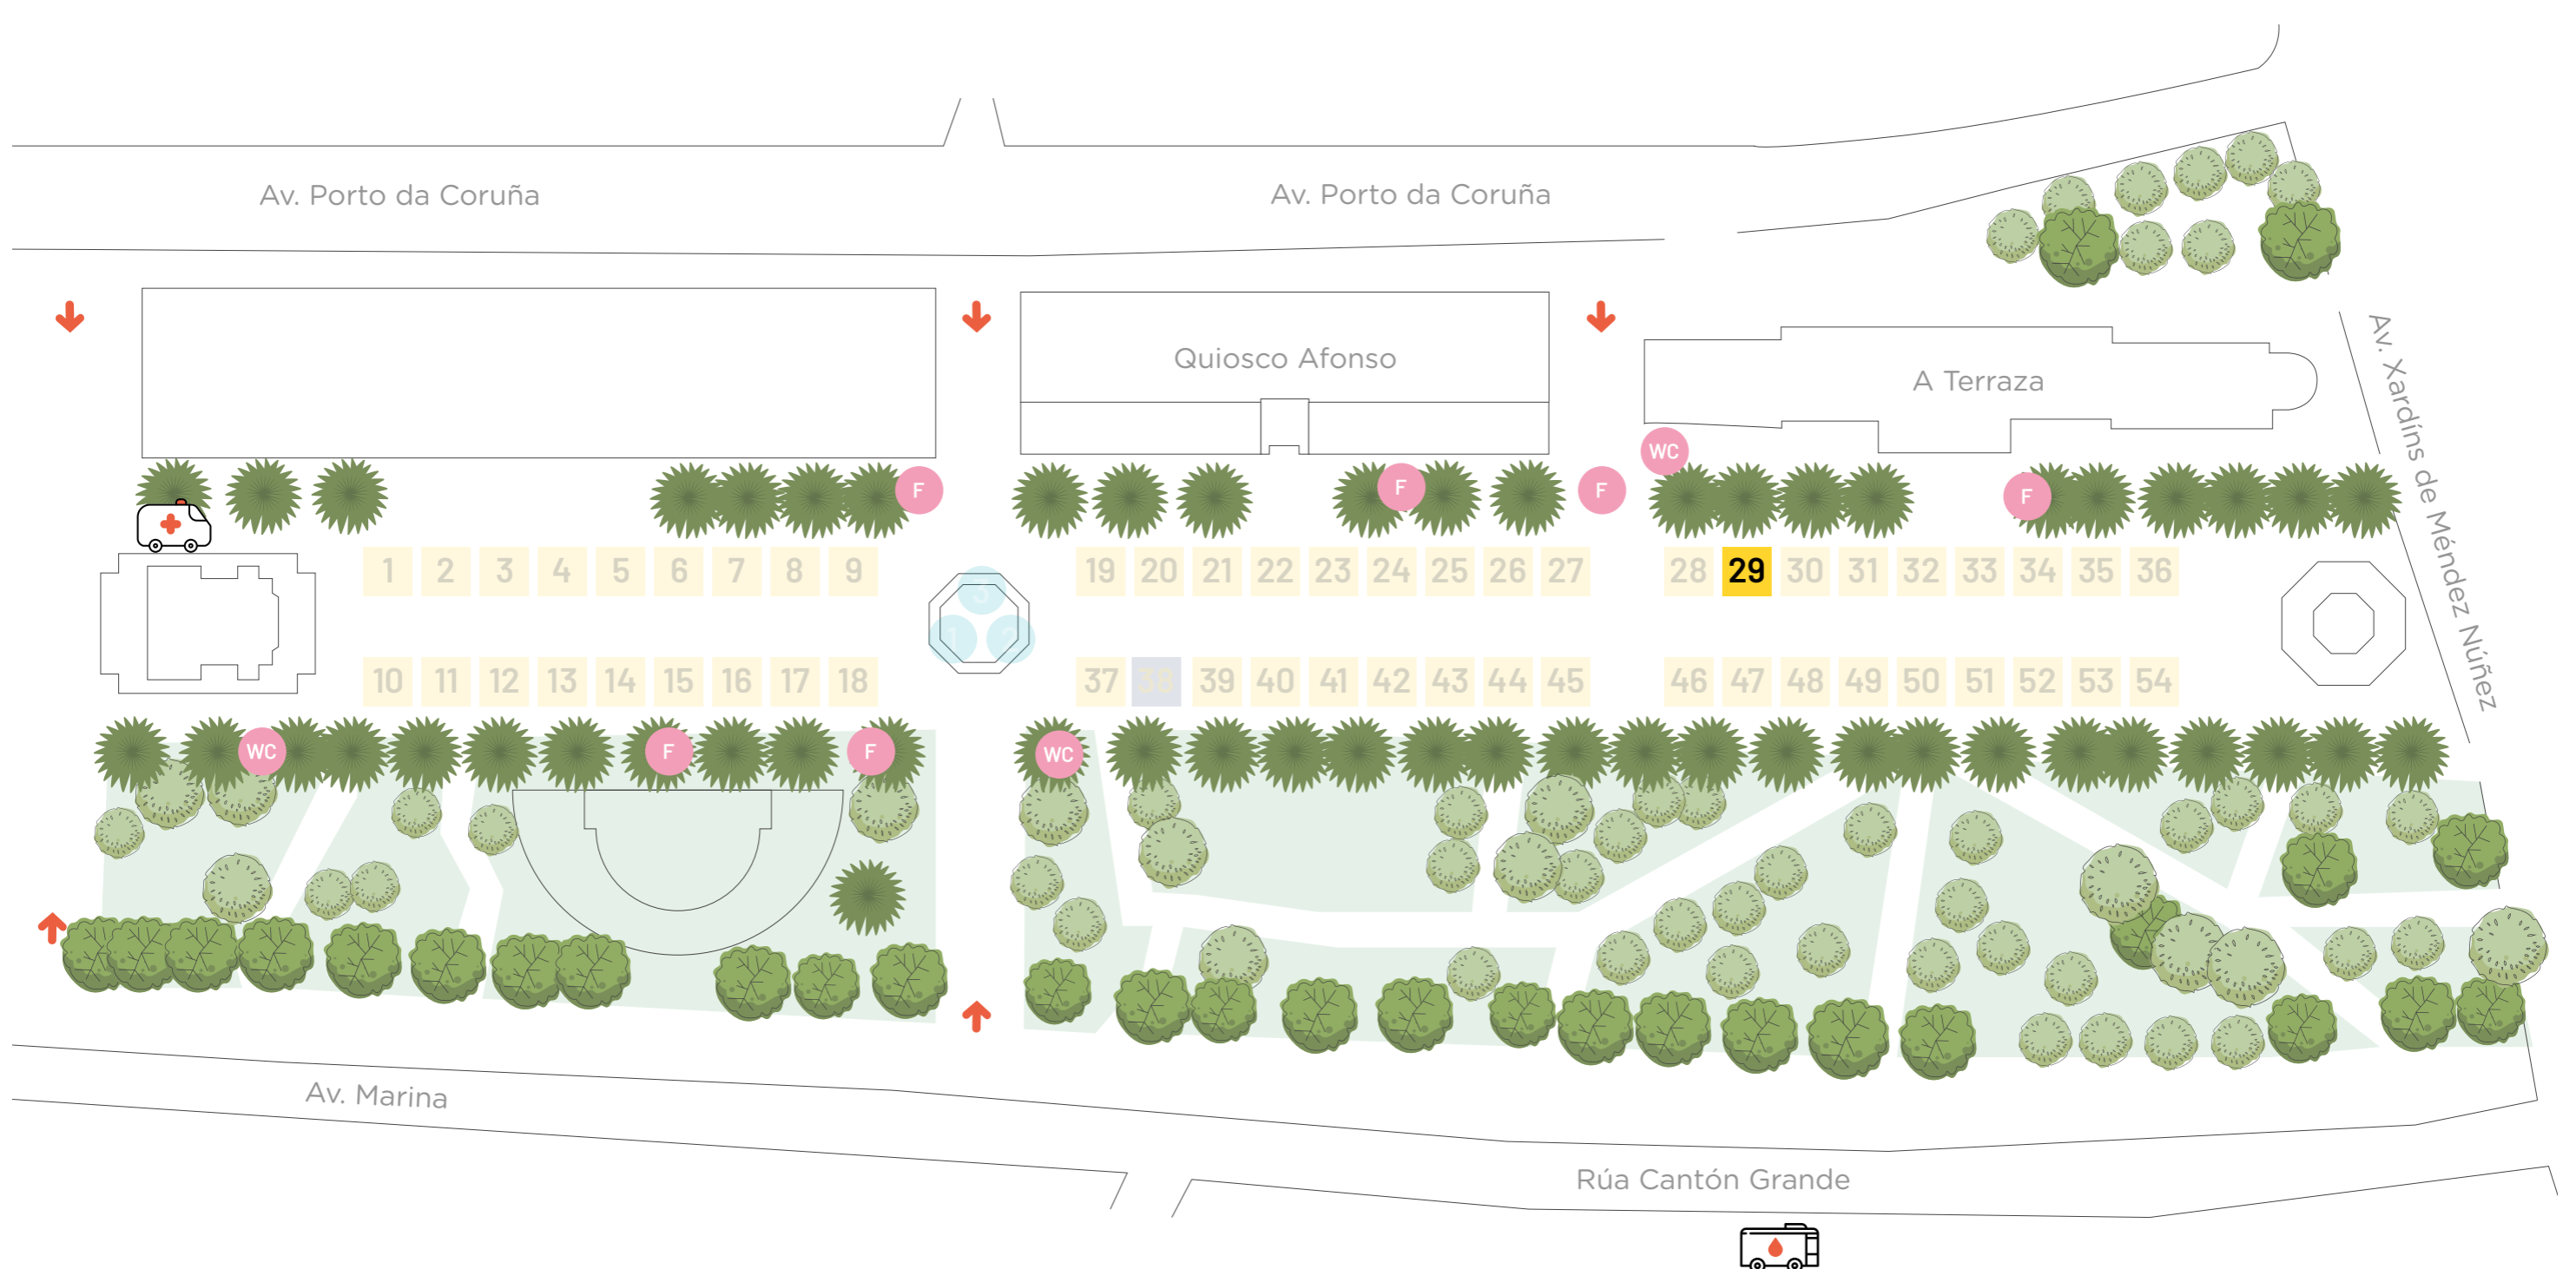 Av. Porto da Coruña
Av. Porto da Coruña
Quiosco Afonso
A Terraza
Av. Xardíns de Méndez Núñez
WC
F
F
F
F
1 2 3 4 5 6 7 8 9
19 20 21 22 23 24 25 26 27
28 29 30 31 32 33 34 35 36
3
1 2
10 11 12 13 14 15 16 17 18
37 38 39 40 41 42 43 44 45
46 47 48 49 50 51 52 53 54
WC
F
F
WC
Av. Marina
Rúa Cantón Grande